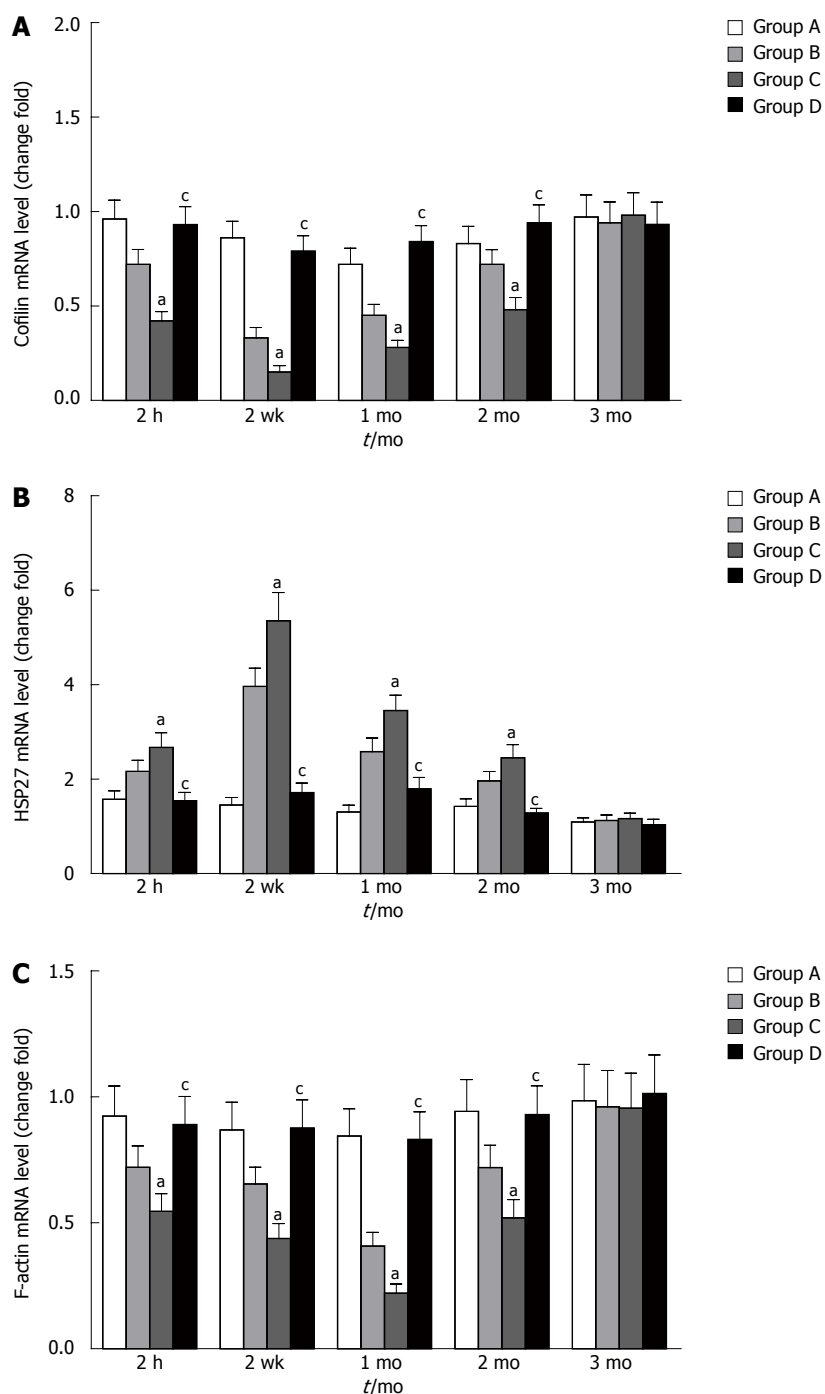 A
Cofilin mRNA level (change fold)
2.0
1.5
1.0
0.5
0.0
c
a
a
c
a
c
a
c
2 h 2 wk 1 mo 2 mo 3 mo
t/mo
Group A
Group B
Group C
Group D
B
HSP27 mRNA level (change fold)
8
6
4
2
0
a
c
a
c
a
c
a
c
2 h 2 wk 1 mo 2 mo 3 mo
t/mo
Group A
Group B
Group C
Group D
C
F-actin mRNA level (change fold)
1.5
1.0
0.5
0.0
a
c
a
c
a
c
a
c
2 h 2 wk 1 mo 2 mo 3 mo
t/mo
Group A
Group B
Group C
Group D